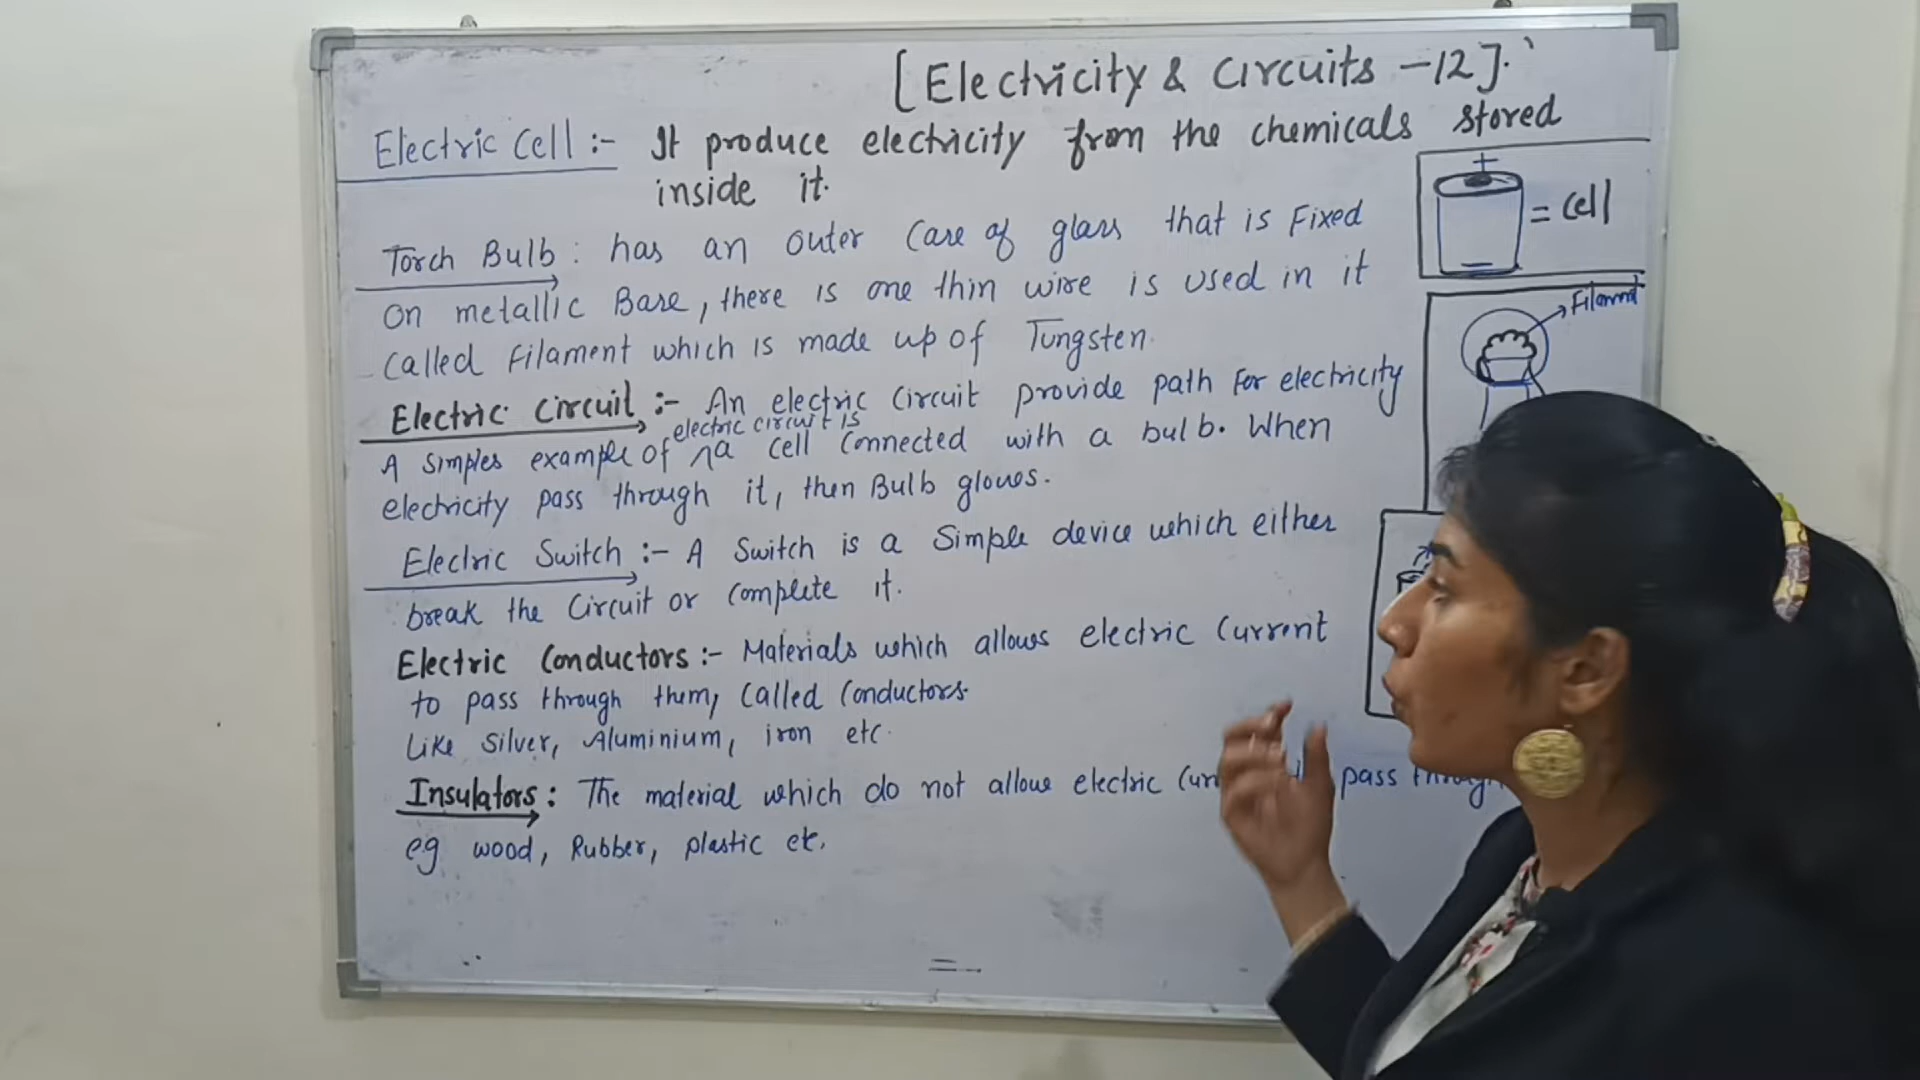 [Electricity & Circuits -12].
Electric Cell :- It produce electricity from the chemicals stored
inside it.
+
= Cell
Torch Bulb : has an outer Case of glass that is Fixed
on metallic Base, there is one thin wire is used in it
Called Filament which is made up of Tungsten.
Electric Circuit :- An electric Circuit provide path For electricity
electric circuit is
A simples example of a cell Connected with a bulb. When
electricity pass through it, then Bulb glows.
Electric Switch :- A Switch is a Simple device which either
break the Circuit or Complete it.
Electric Conductors :- Materials which allows electric Current
to pass through them, Called Conductors.
Like Silver, Aluminium, iron etc.
Insulators : The material which do not allow electric pass
eg wood, Rubber, plastic etc.